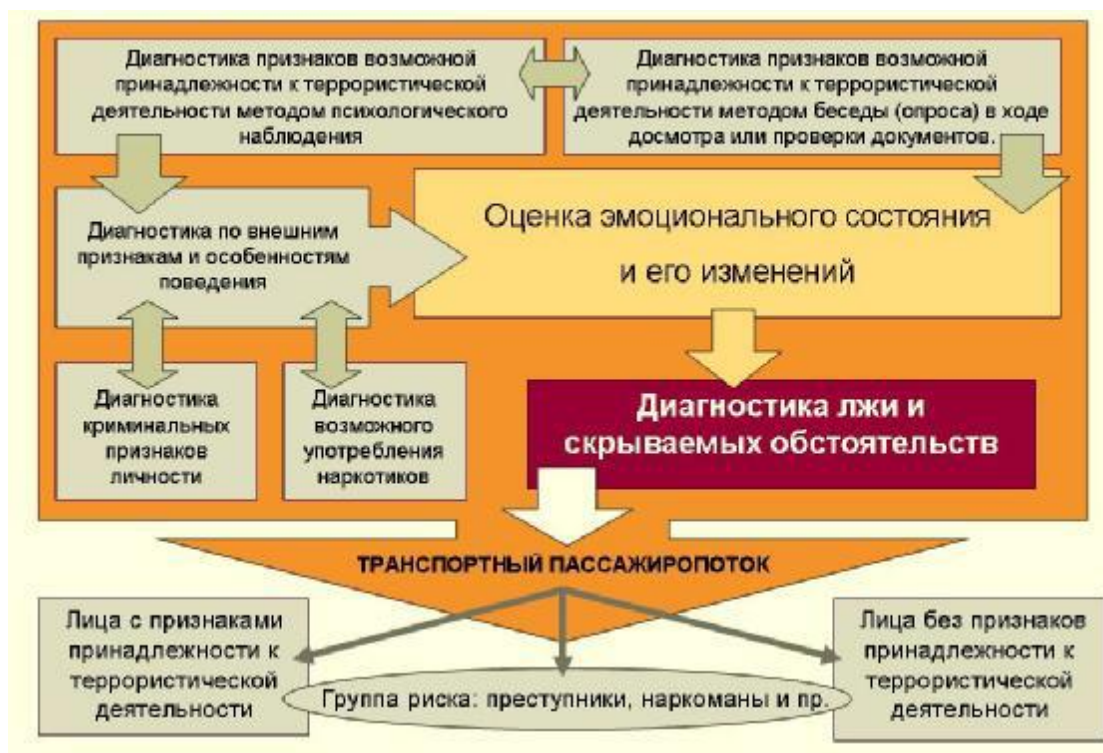 Диагностика признаков возможной
принадлежности к террористической
деятельности методом психологического
наблюдения
Диагностика признаков возможной
принадлежности к террористической
деятельности методом беседы (опроса) в ходе
досмотра или проверки документов.
Диагностика по внешним
признакам и особенностям
поведения
Оценка эмоционального состояния
и его изменений
Диагностика
криминальных
признаков
личности
Диагностика
возможного
употребления
наркотиков
Диагностика лжи и
скрываемых обстоятельств
ТРАНСПОРТНЫЙ ПАССАЖИРОПОТОК
Лица с признаками
принадлежности к
террористической
деятельности
Группа риска: преступники, наркоманы и пр.
Лица без признаков
принадлежности к
террористической
деятельности